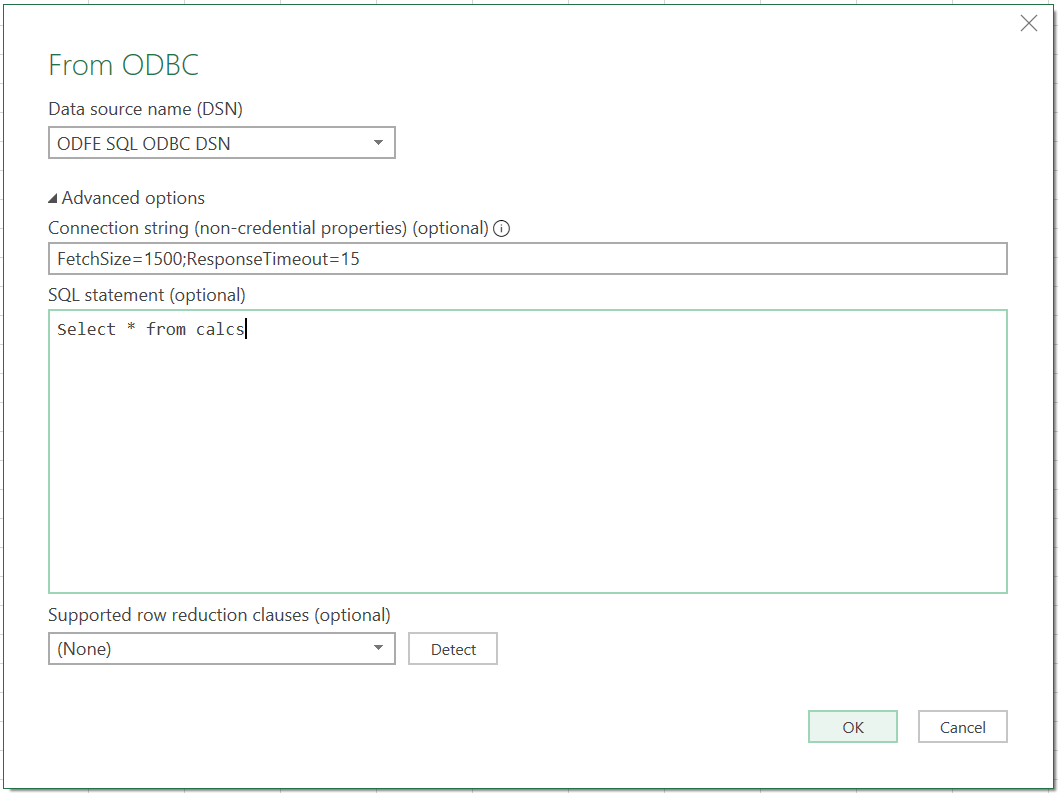 From ODBC
Data source name (DSN)
ODFE SQL ODBC DSN
Advanced options
Connection string (non-credential properties) (optional)
FetchSize=1500;ResponseTimeout=15
SQL statement (optional)
Select * from calcs
Supported row reduction clauses (optional)
(None)
Detect
OK
Cancel